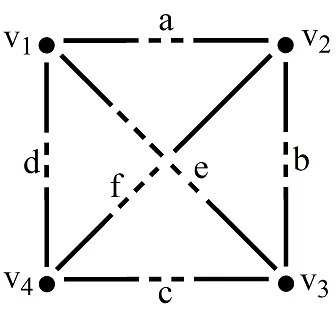 a
v₁ v₂
d f e b
v₄ v₃
c